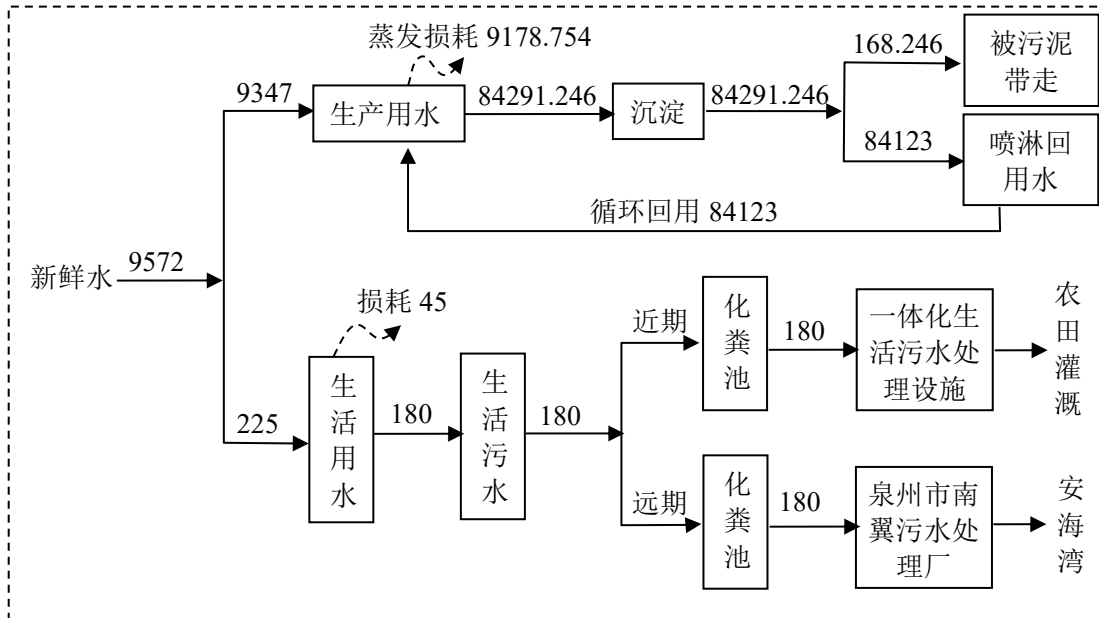 蒸发损耗 9178.754
9347
生产用水
84291.246
沉淀
84291.246
168.246
被污泥
带走
84123
喷淋回
用水
循环回用 84123
新鲜水
9572
损耗 45
225
生活用水
180
生活污水
180
近期
化粪池
180
一体化生
活污水处
理设施
农田灌溉
远期
化粪池
180
泉州市南
翼污水处
理厂
安海湾